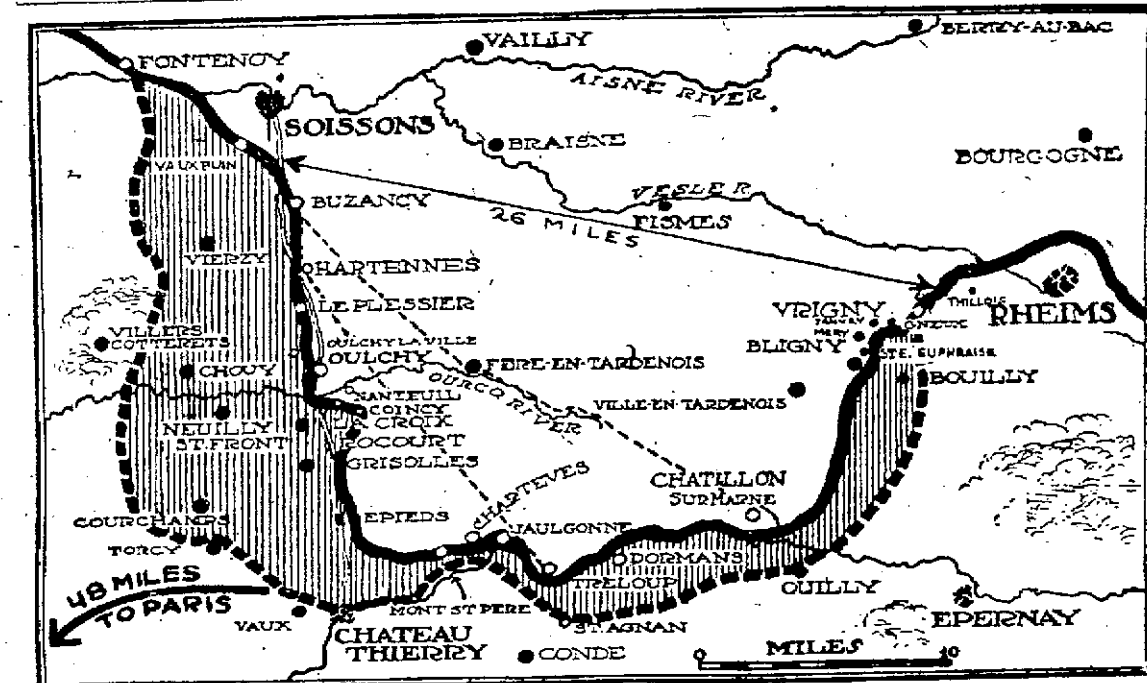 FONTENOY
VAILLY
BERRY-AU-BAC
AISNE RIVER
SOISSONS
BRAISNE
BOURGOGNE
VAUXBUIN
BUZANCY
VESLER
26 MILES
FISMES
VIERZY
HARTENNES
LE PLESSIER
THILLOIS
RHEIMS
VRIGNY
MERY
BLIGNY
STE. EUPHRAISE
BOUILLY
VILLERS
COTTERETS
OULCHY LA VILLE
OULCHY
CHOUY
FERE-EN-TARDENOIS
OURCQ RIVER
NANTEUIL
COINCY
VILLE-EN-TARDENOIS
LA CROIX
NEUILLY
ST. FRONT
ROCOURT
GRISOLLES
CHATILLON
SUR MARNE
CHARTEVES
COURCHAMPS
EPIEDS
JAULGONNE
TORCY
DORMANS
TRELOUP
48 MILES
TO PARIS
OUILLY
MONT ST PERE
VAUX
ST. AGNAN
EPERNAY
CHATEAU
THIERRY
CONDE
0 MILES 10